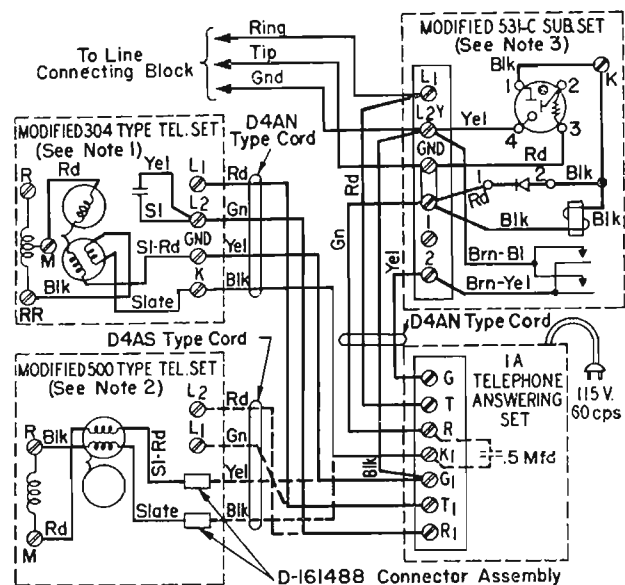 Ring
Tip
Gnd
To Line
Connecting Block
MODIFIED 531-C SUB. SET
(See Note 3)
Blk
K
1
2
L1
L2Y
Yel
4
3
GND
Rd
1
2
Blk
Rd
Blk
Blk
1
2
Brn-Bl
Brn-Yel
MODIFIED 304 TYPE TEL. SET
(See Note 1)
D4AN
Type Cord
R
Rd
Yel
L1
Rd
L2
Gn
Sl
GND
Yel
Sl-Rd
M
K
Blk
Blk
Slate
RR
Rd
Gn
Yel
Blk
D4AN Type Cord
D4AS Type Cord
MODIFIED 500 TYPE TEL. SET
(See Note 2)
L2
Rd
L1
Gn
R
Blk
Sl-Rd
Yel
Slate
Blk
Rd
M
D-161488 Connector Assembly
1A
TELEPHONE
ANSWERING
SET
115 V.
60 cps
G
T
R
K1
.5 Mfd
G1
T1
R1